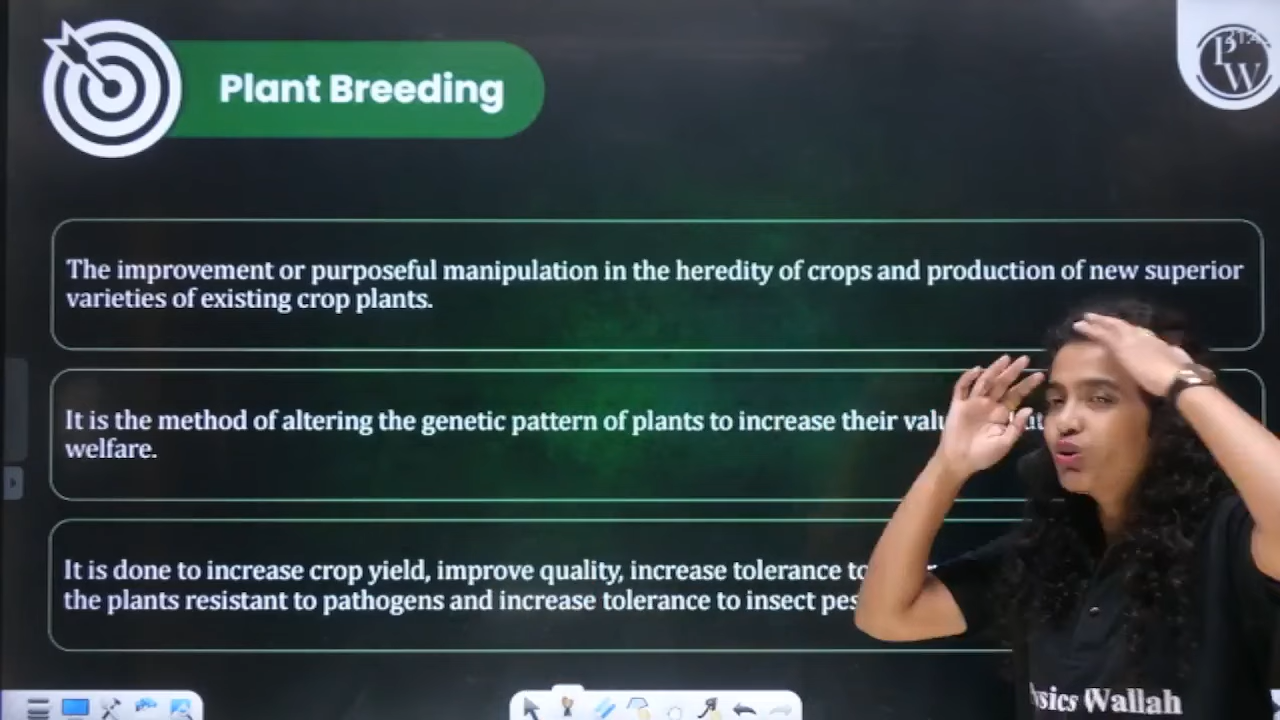 Plant Breeding
PW
The improvement or purposeful manipulation in the heredity of crops and production of new superior
varieties of existing crop plants.
It is the method of altering the genetic pattern of plants to increase their
welfare.
It is done to increase crop yield, improve quality, increase tolerance to
the plants resistant to pathogens and increase tolerance to insect
Wallah